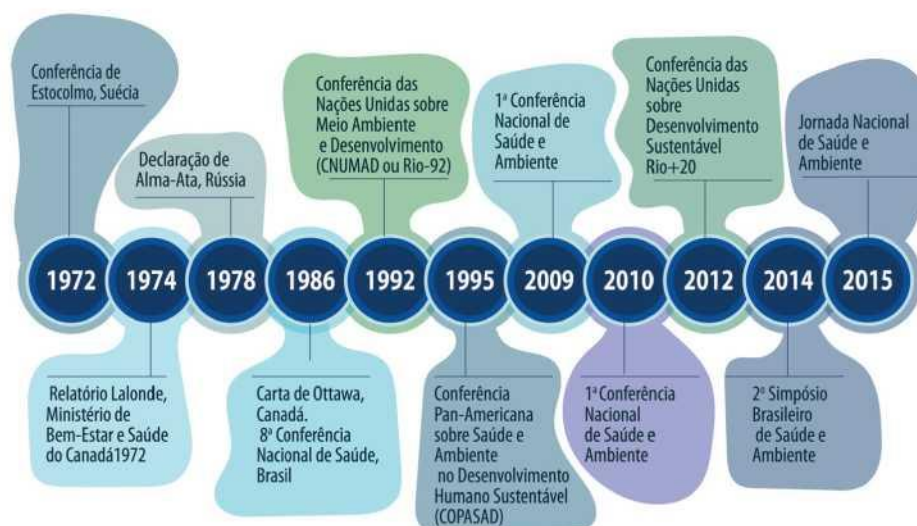 Conferência de
Estocolmo, Suécia
Declaração de
Alma-Ata, Rússia
Conferência das
Nações Unidas sobre
Meio Ambiente
e Desenvolvimento
(CNUMAD ou Rio-92)
1ª Conferência
Nacional de
Saúde e
Ambiente
Conferência das
Nações Unidas
sobre
Desenvolvimento
Sustentável
Rio+20
Jornada Nacional
de Saúde e
Ambiente
1972
1974
1978
1986
1992
1995
2009
2010
2012
2014
2015
Relatório Lalonde,
Ministério de
Bem-Estar e Saúde
do Canadá1972
Carta de Ottawa,
Canadá.
8ª Conferência
Nacional de Saúde,
Brasil
Conferência
Pan-Americana
sobre Saúde e
Ambiente
no Desenvolvimento
Humano Sustentável
(COPASAD)
1ª Conferência
Nacional
de Saúde e
Ambiente
2º Simpósio
Brasileiro
de Saúde e
Ambiente